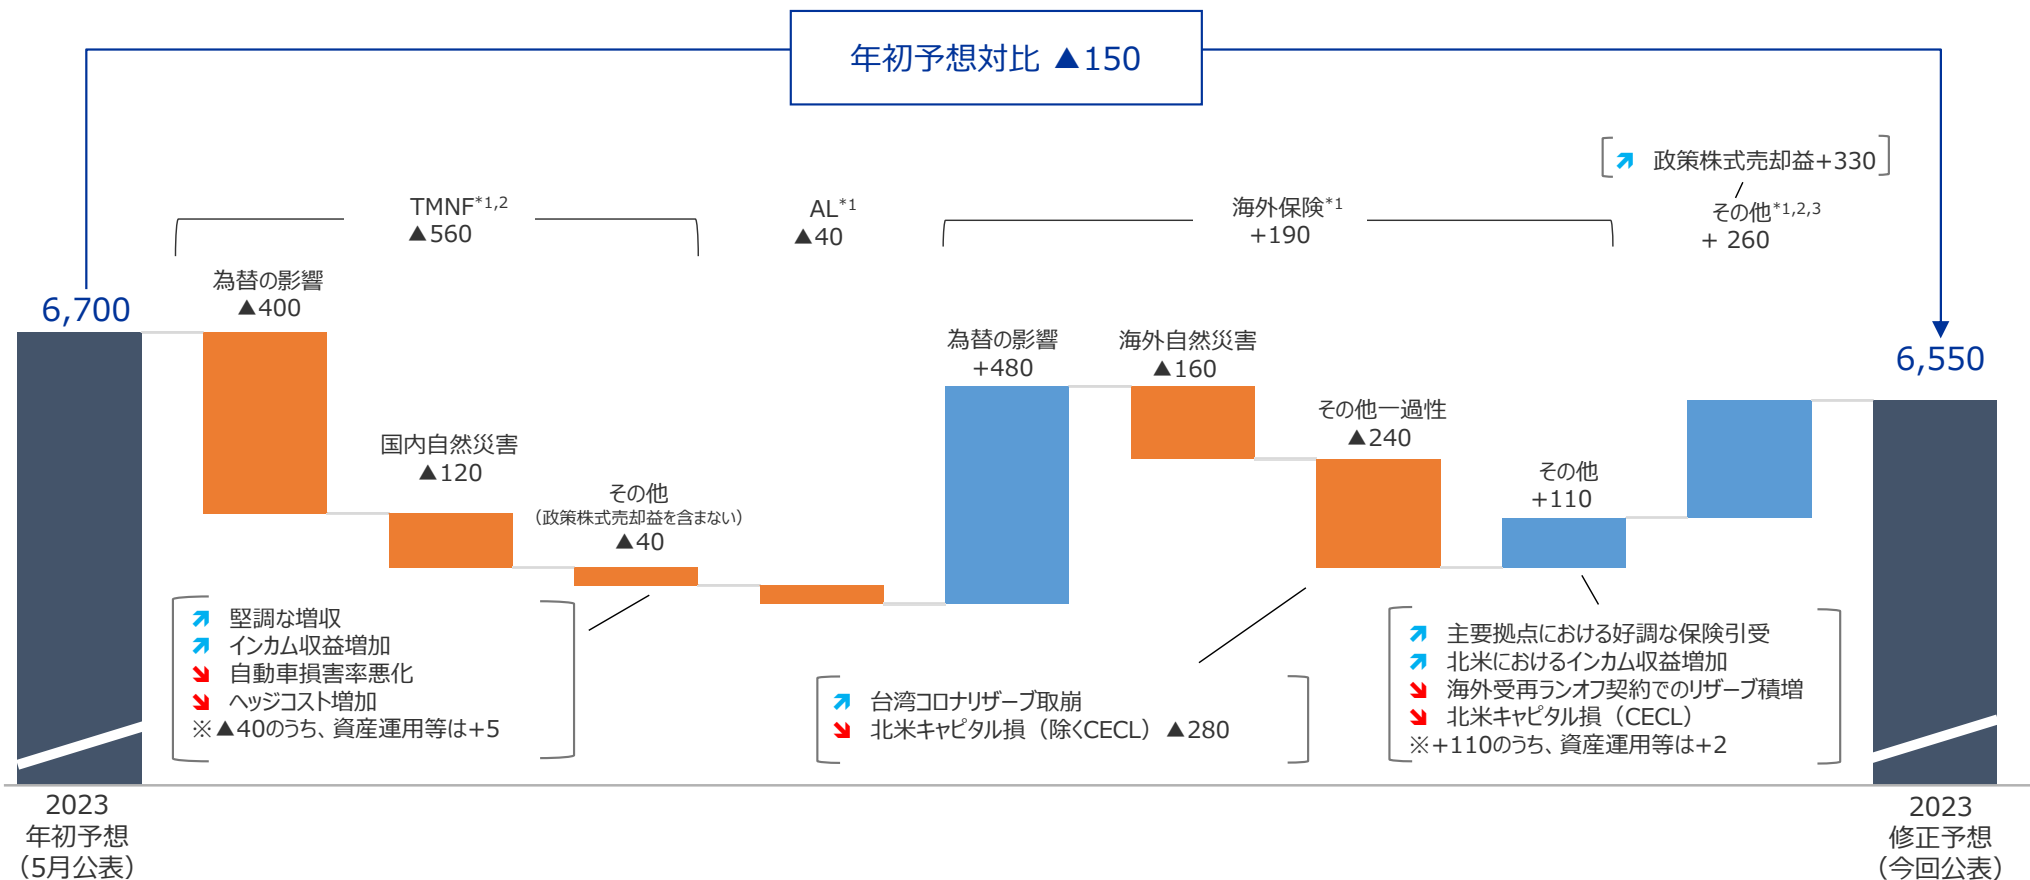 年初予想対比 ▲150
政策株式売却益+330
TMNF*1,2
▲560
AL*1
▲40
海外保険*1
+190
その他*1,2,3
+ 260
6,700
為替の影響
▲400
国内自然災害
▲120
その他
（政策株式売却益を含まない）
▲40
為替の影響
+480
海外自然災害
▲160
その他一過性
▲240
その他
+110
6,550
堅調な増収
インカム収益増加
自動車損害率悪化
ヘッジコスト増加
※▲40のうち、資産運用等は+5
台湾コロナリザーブ取崩
北米キャピタル損（除くCECL）▲280
主要拠点における好調な保険引受
北米におけるインカム収益増加
海外受再ランオフ契約でのリザーブ積増
北米キャピタル損（CECL）
※+110のうち、資産運用等は+2
2023
年初予想
（5月公表）
2023
修正予想
（今回公表）